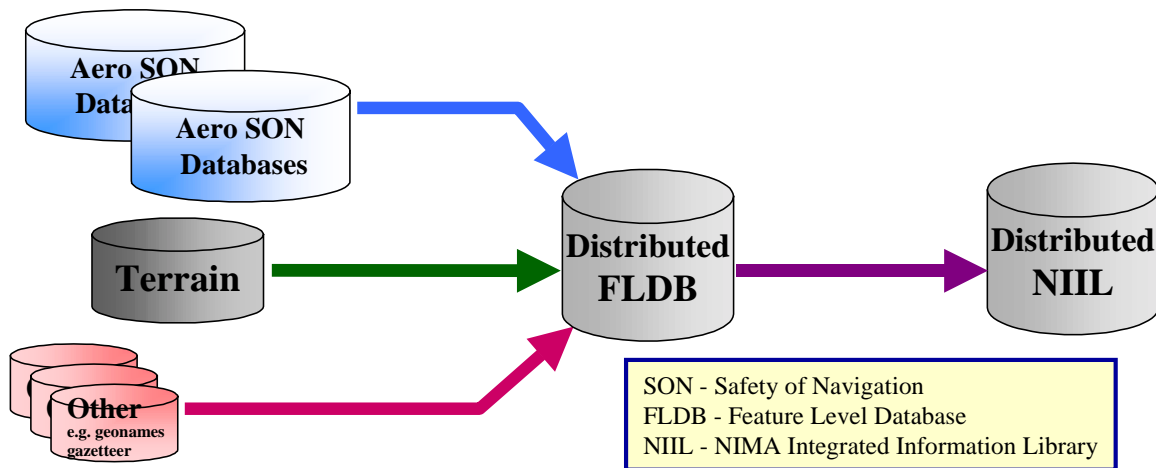 Aero SON
Data
Aero SON
Databases
Terrain
Other
e.g. geonames
gazetteer
Distributed
FLDB
Distributed
NIIL
SON - Safety of Navigation
FLDB - Feature Level Database
NIIL - NIMA Integrated Information Library